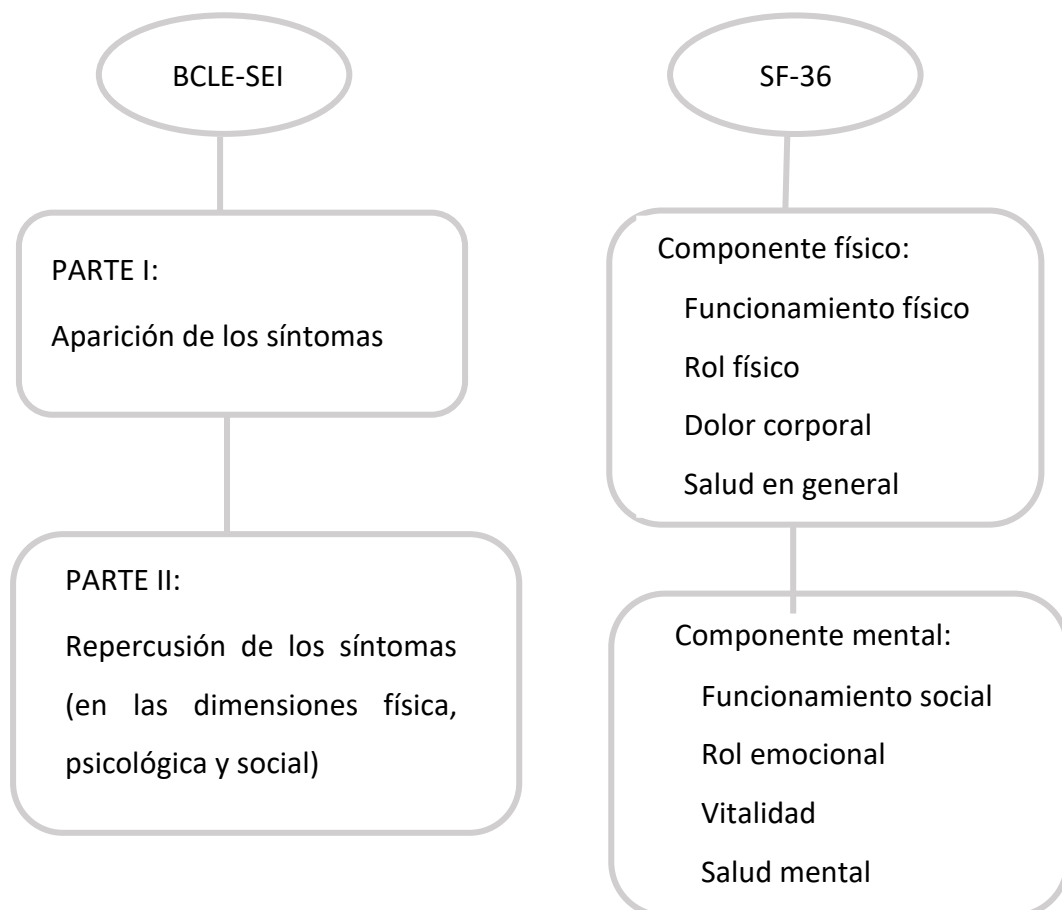 BCLE-SEI
PARTE I:
Aparición de los síntomas
PARTE II:
Repercusión de los síntomas
(en las dimensiones física,
psicológica y social)
SF-36
Componente físico:
Funcionamiento físico
Rol físico
Dolor corporal
Salud en general
Componente mental:
Funcionamiento social
Rol emocional
Vitalidad
Salud mental